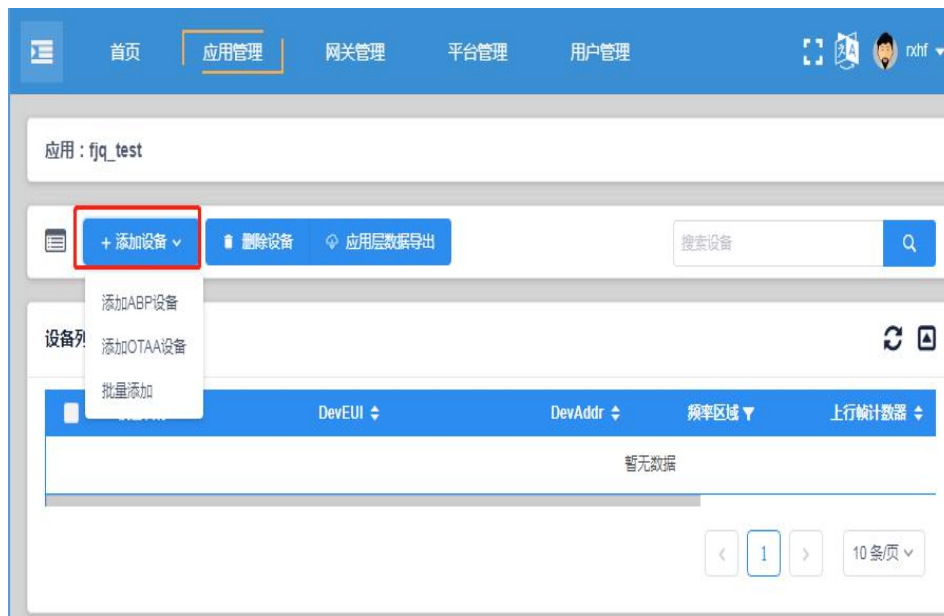 首页 应用管理 网关管理 平台管理 用户管理 rxhf
应用：fjq_test
+ 添加设备 删除设备 应用层数据导出 搜索设备
添加ABP设备
设备列
添加OTAA设备
批量添加
DevEUI DevAddr 频率区域 上行帧计数器
暂无数据
1 10 条/页